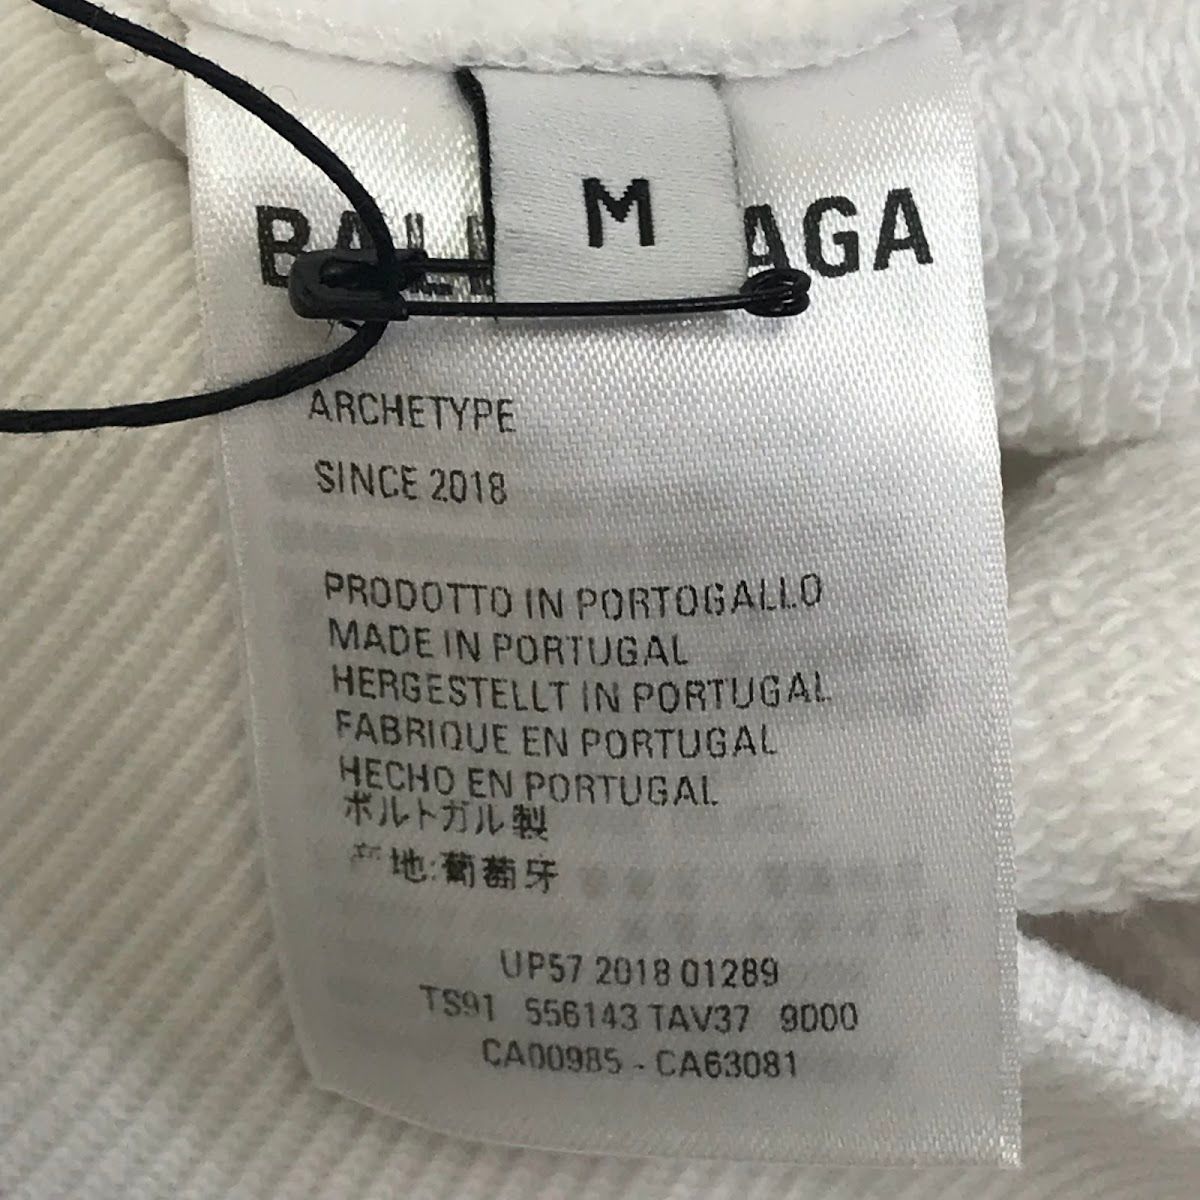 M
ARCHETYPE
SINCE 2018
PRODOTTO IN PORTOGALLO
MADE IN PORTUGAL
HERGESTELLT IN PORTUGAL
FABRIQUE EN PORTUGAL
HECHO EN PORTUGAL
ポルトガル製
产地:葡萄牙
UP57 2018 01289
TS91 556143 TAV37 9000
CA00985 - CA63081